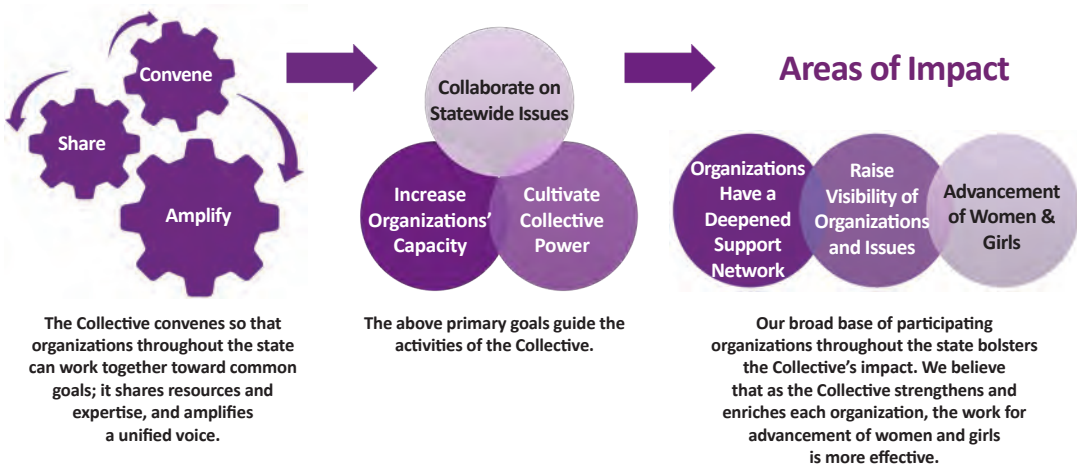 Convene
Share
Amplify
The Collective convenes so that
organizations throughout the state
can work together toward common
goals; it shares resources and
expertise, and amplifies
a unified voice.
Collaborate on
Statewide Issues
Increase
Organizations’
Capacity
Cultivate
Collective
Power
The above primary goals guide the
activities of the Collective.
Areas of Impact
Organizations
Have a
Deepened
Support
Network
Raise
Visibility of
Organizations
and Issues
Advancement
of Women &
Girls
Our broad base of participating
organizations throughout the state bolsters
the Collective’s impact. We believe
that as the Collective strengthens and
enriches each organization, the work for
advancement of women and girls
is more effective.